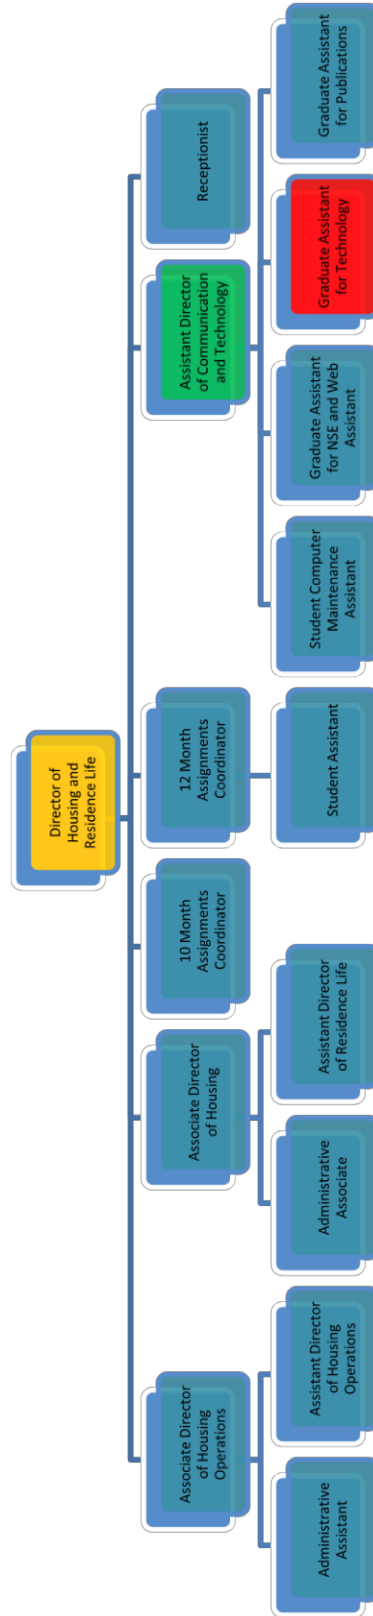 Director of
Housing and
Residence Life
Associate Director
of Housing
Operations
Associate Director
of Housing
10 Month
Assignments
Coordinator
12 Month
Assignments
Coordinator
Assistant Director
of Communication
and Technology
Receptionist
Administrative
Assistant
Assistant Director
of Housing
Operations
Administrative
Associate
Assistant Director
of Residence Life
Student Assistant
Student Computer
Maintenance
Assistant
Graduate Assistant
for NSE and Web
Assistant
Graduate Assistant
for Technology
Graduate Assistant
for Publications